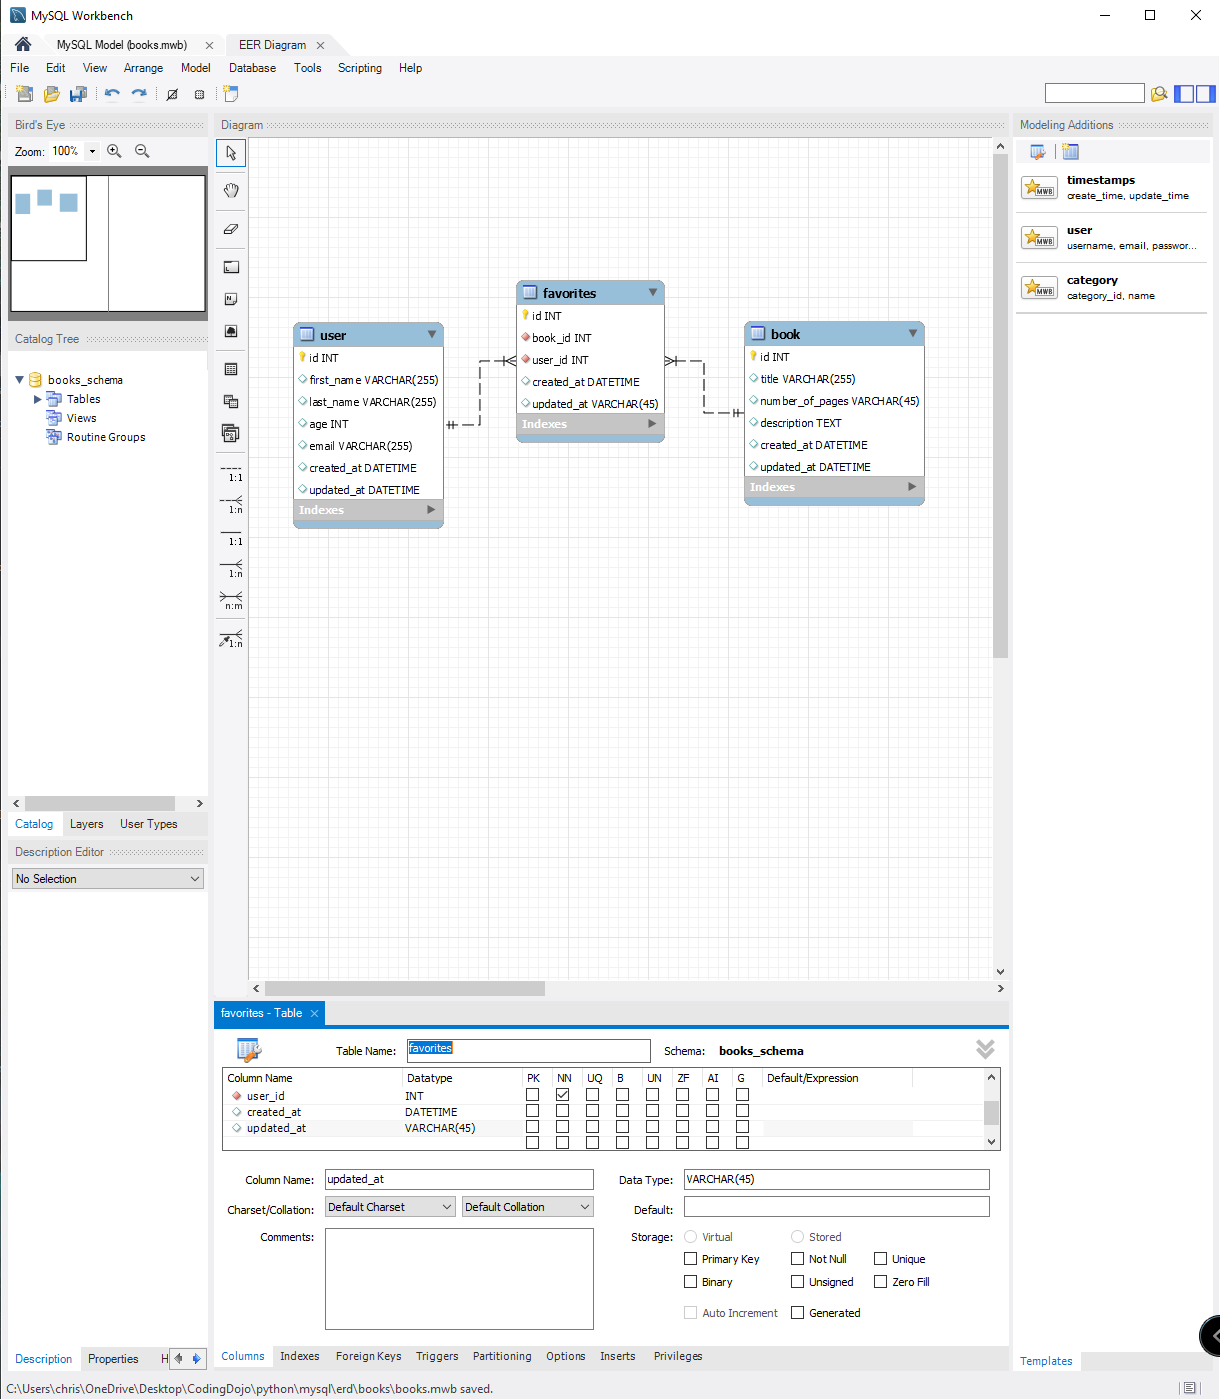 MySQL Workbench
MySQL Model (books.mwb)
EER Diagram
File Edit View Arrange Model Database Tools Scripting Help
Bird's Eye
Zoom: 100%
Catalog Tree
books_schema
Tables
Views
Routine Groups
Catalog Layers User Types
Description Editor
No Selection
Description Properties H
Diagram
1:1
1:n
1:1
1:n
n:m
1:n
user
id INT
first_name VARCHAR(255)
last_name VARCHAR(255)
age INT
email VARCHAR(255)
created_at DATETIME
updated_at DATETIME
Indexes
favorites
id INT
book_id INT
user_id INT
created_at DATETIME
updated_at VARCHAR(45)
Indexes
book
id INT
title VARCHAR(255)
number_of_pages VARCHAR(45)
description TEXT
created_at DATETIME
updated_at DATETIME
Indexes
Modeling Additions
MWB
timestamps
create_time, update_time
MWB
user
username, email, passwor...
MWB
category
category_id, name
Templates
favorites - Table
Table Name: favorites Schema: books_schema
Column Name Datatype PK NN UQ B UN ZF AI G Default/Expression
user_id INT
created_at DATETIME
updated_at VARCHAR(45)
Column Name: updated_at Data Type: VARCHAR(45)
Charset/Collation: Default Charset Default Collation Default:
Comments: Storage: Virtual Stored
Primary Key Not Null Unique
Binary Unsigned Zero Fill
Auto Increment Generated
Columns Indexes Foreign Keys Triggers Partitioning Options Inserts Privileges
C:\Users\chris\OneDrive\Desktop\CodingDojo\python\mysql\erd\books\books.mwb saved.